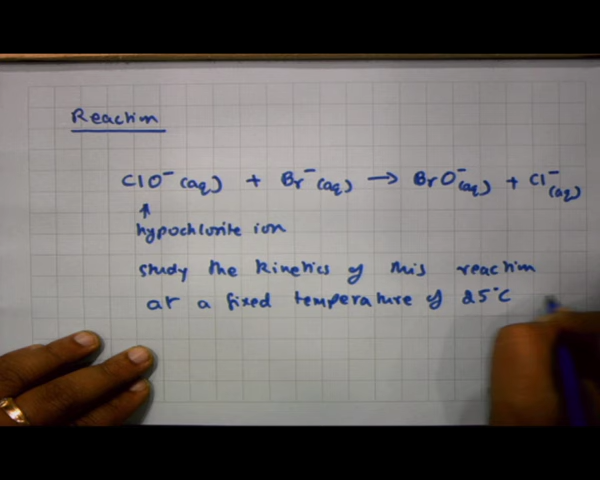 Reaction
ClO⁻(aq) + Br⁻(aq) → BrO⁻(aq) + Cl⁻(aq)
↑
hypochlorite ion
study the kinetics of this reaction
at a fixed temperature of 25°C